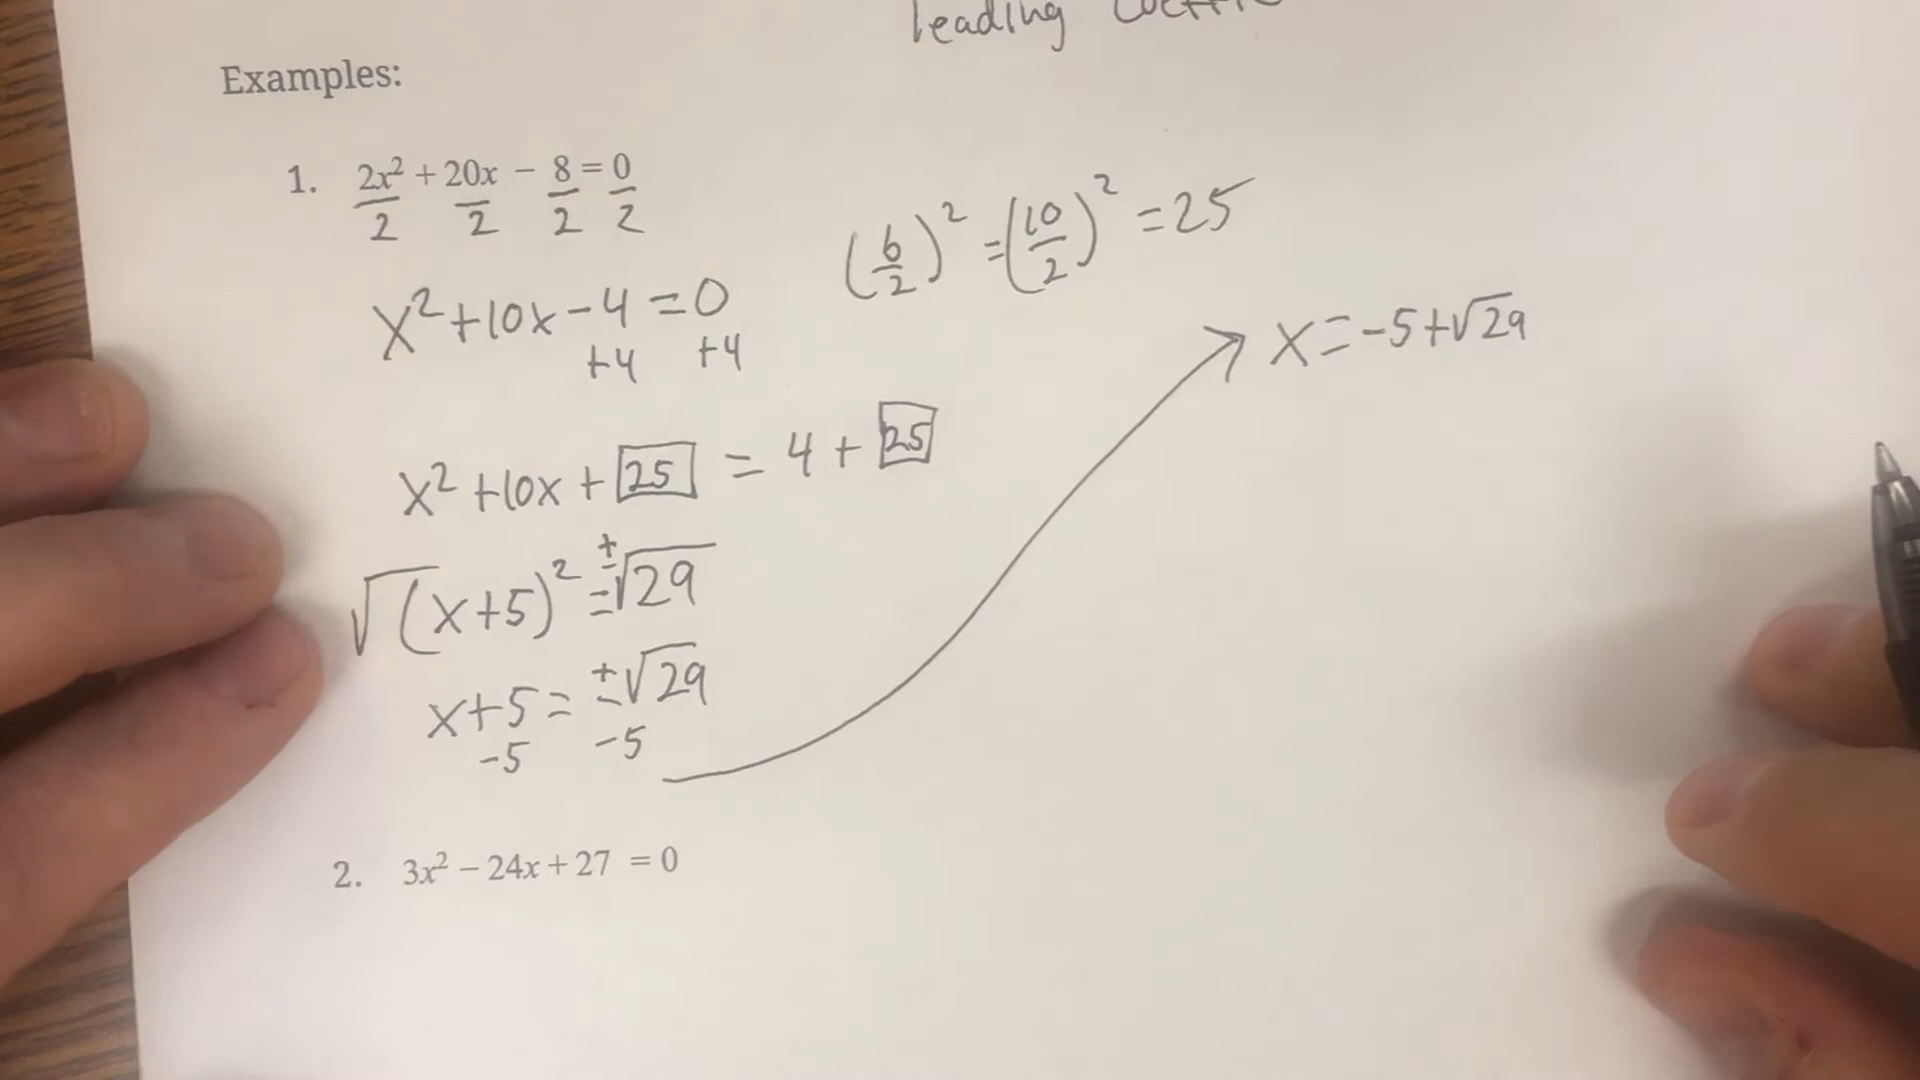 leading
Examples:
1. 2x² + 20x − 8 = 0
2 2 2 2
(b/2)² = (10/2)² = 25
x² + 10x − 4 = 0
+4 +4
x = −5 + √29
x² + 10x + 25 = 4 + 25
√(x+5)² = ±√29
x + 5 = ±√29
−5 −5
2. 3x² − 24x + 27 = 0